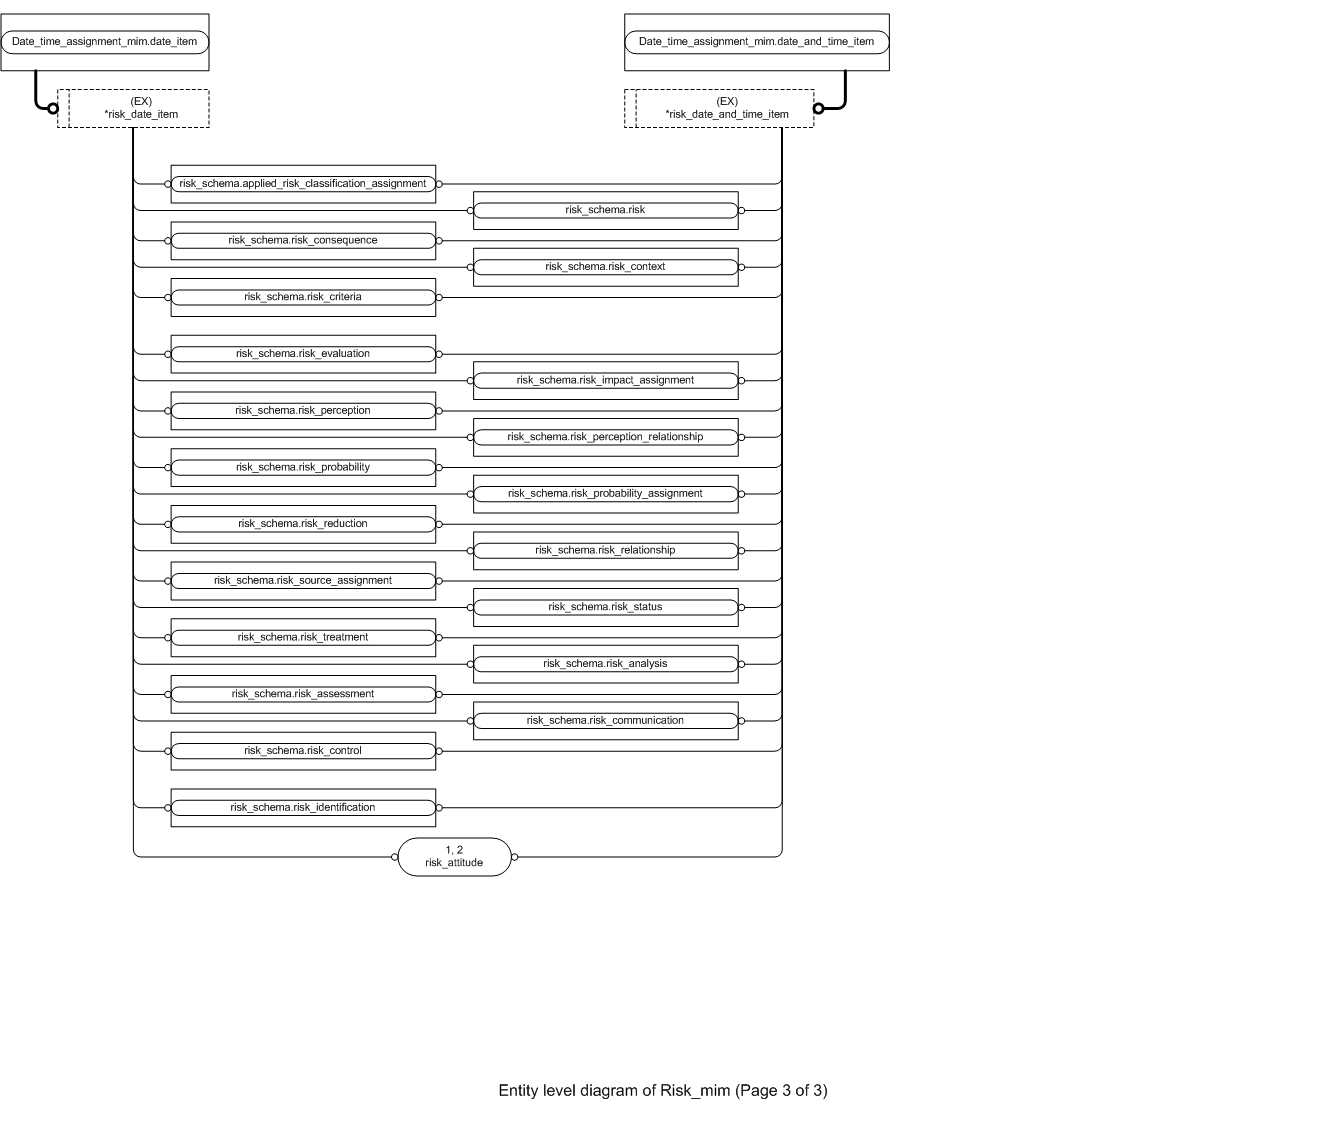 Date_time_assignment_mim.date_item
Date_time_assignment_mim.date_and_time_item
(EX)
*risk_date_item
(EX)
*risk_date_and_time_item
risk_schema.applied_risk_classification_assignment
risk_schema.risk
risk_schema.risk_consequence
risk_schema.risk_context
risk_schema.risk_criteria
risk_schema.risk_evaluation
risk_schema.risk_impact_assignment
risk_schema.risk_perception
risk_schema.risk_perception_relationship
risk_schema.risk_probability
risk_schema.risk_probability_assignment
risk_schema.risk_reduction
risk_schema.risk_relationship
risk_schema.risk_source_assignment
risk_schema.risk_status
risk_schema.risk_treatment
risk_schema.risk_analysis
risk_schema.risk_assessment
risk_schema.risk_communication
risk_schema.risk_control
risk_schema.risk_identification
1, 2
risk_attitude
Entity level diagram of Risk_mim (Page 3 of 3)